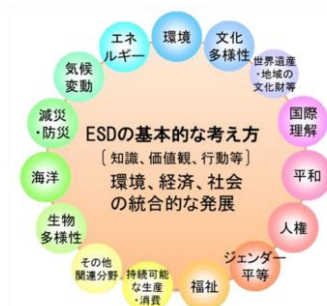 環境
文化
多様性
世界遺産
・地域の
文化財等
国際
理解
平和
人権
ジェンダー
平等
福祉
持続可能
な生産
・消費
その他
関連分野
生物
多様性
海洋
減災
・防災
気候
変動
エネ
ルギー
ESDの基本的な考え方
[知識、価値観、行動等]
環境、経済、社会
の統合的な発展